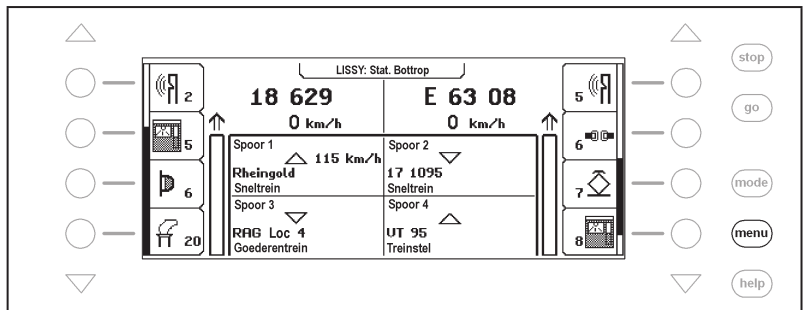 LISSY: Stat. Bottrop
18 629
E 63 08
0 km/h
0 km/h
2
5
6
20
5
6
7
8
Spoor 1
115 km/h
Rheingold
Sneltrein
Spoor 2
17 1095
Sneltrein
Spoor 3
RAG Loc 4
Goederentrein
Spoor 4
VT 95
Treinstel
stop
go
mode
menu
help